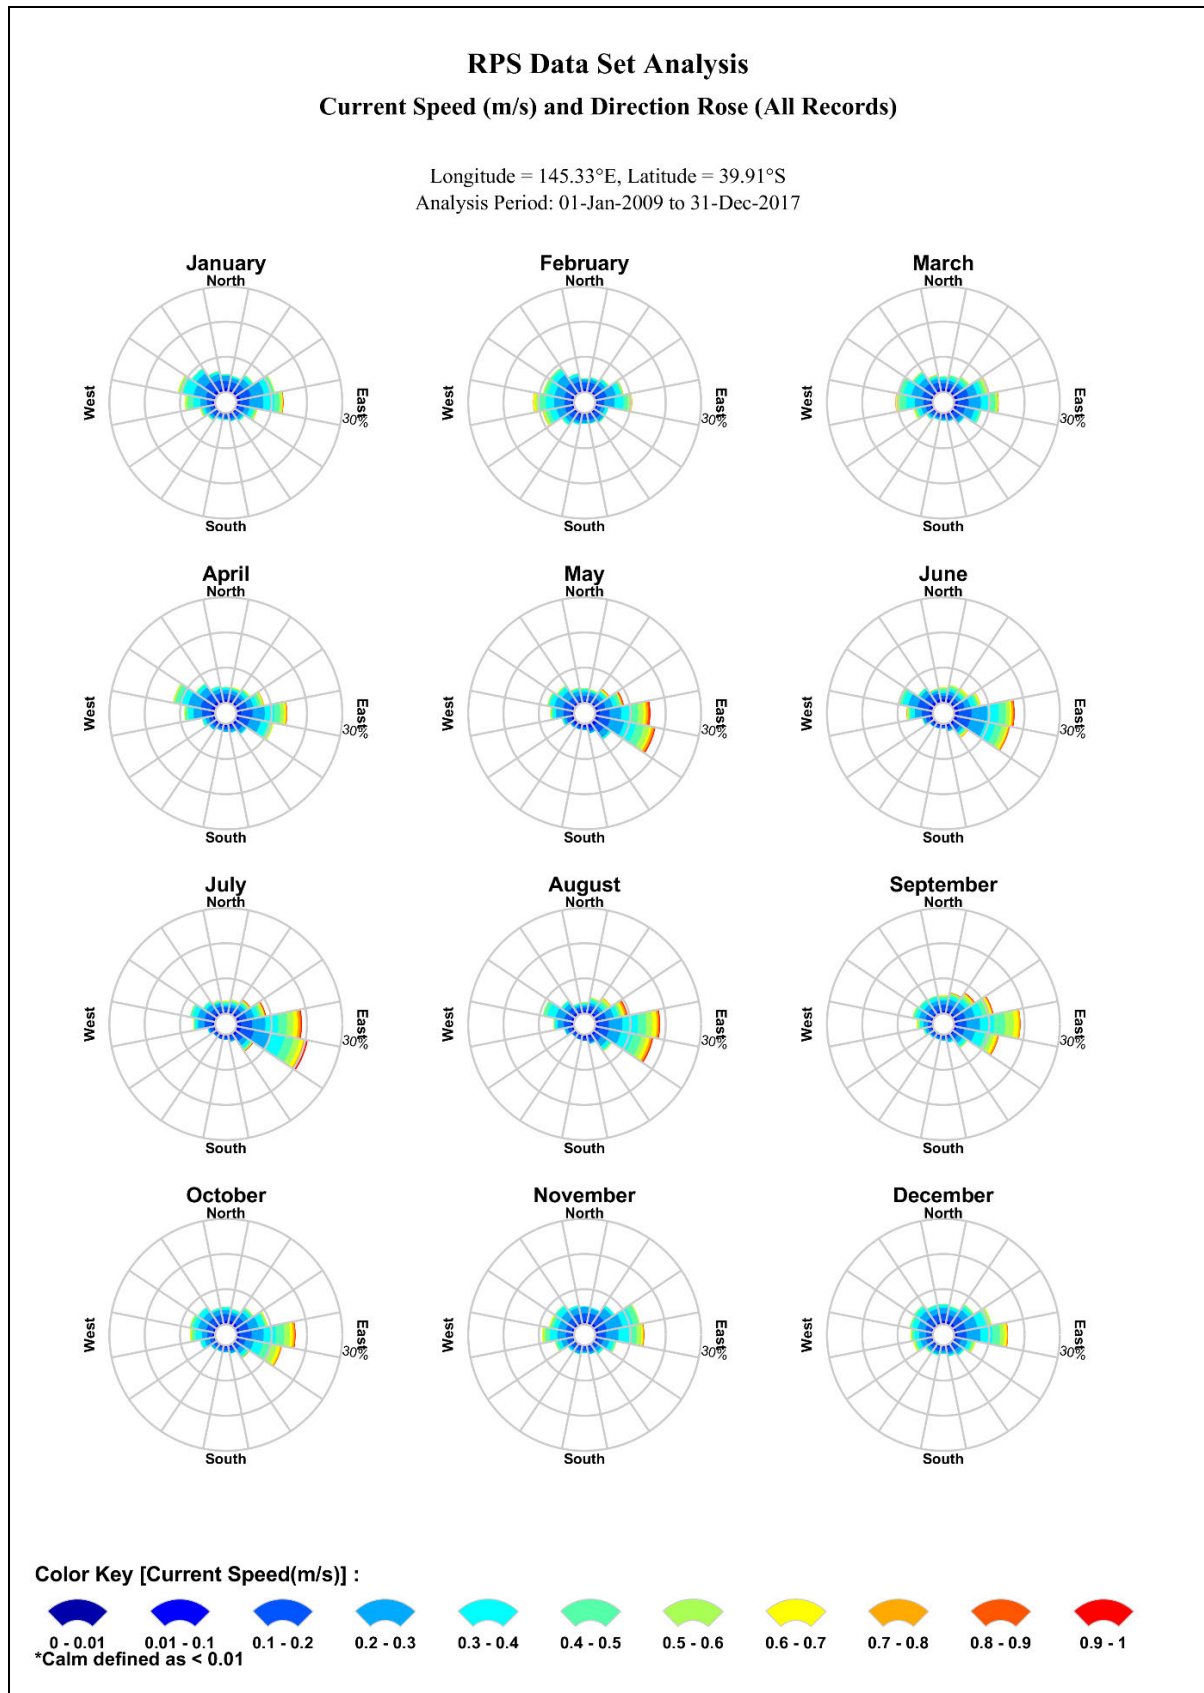 RPS Data Set Analysis
Current Speed (m/s) and Direction Rose (All Records)
Longitude = 145.33°E, Latitude = 39.91°S
Analysis Period: 01-Jan-2009 to 31-Dec-2017
January
North
West
East
30%
South
February
North
West
East
30%
South
March
North
West
East
30%
South
April
North
West
East
30%
South
May
North
West
East
30%
South
June
North
West
East
30%
South
July
North
West
East
30%
South
August
North
West
East
30%
South
September
North
West
East
30%
South
October
North
West
East
30%
South
November
North
West
East
30%
South
December
North
West
East
30%
South
Color Key [Current Speed(m/s)] :
0 - 0.01 0.01 - 0.1 0.1 - 0.2 0.2 - 0.3 0.3 - 0.4 0.4 - 0.5 0.5 - 0.6 0.6 - 0.7 0.7 - 0.8 0.8 - 0.9 0.9 - 1
*Calm defined as < 0.01